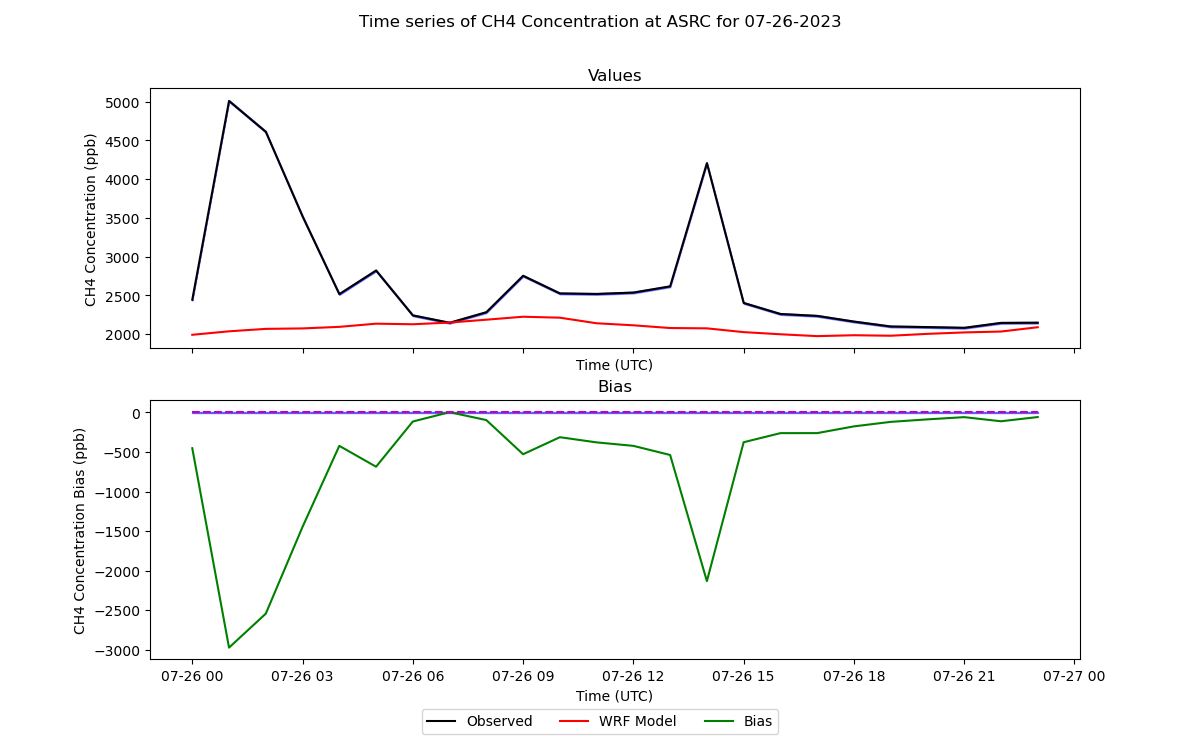 Time series of CH4 Concentration at ASRC for 07-26-2023
Values
CH4 Concentration (ppb)
5000
4500
4000
3500
3000
2500
2000
Time (UTC)
Bias
CH4 Concentration Bias (ppb)
0
−500
−1000
−1500
−2000
−2500
−3000
07-26 00 07-26 03 07-26 06 07-26 09 07-26 12 07-26 15 07-26 18 07-26 21 07-27 00
Time (UTC)
Observed WRF Model Bias